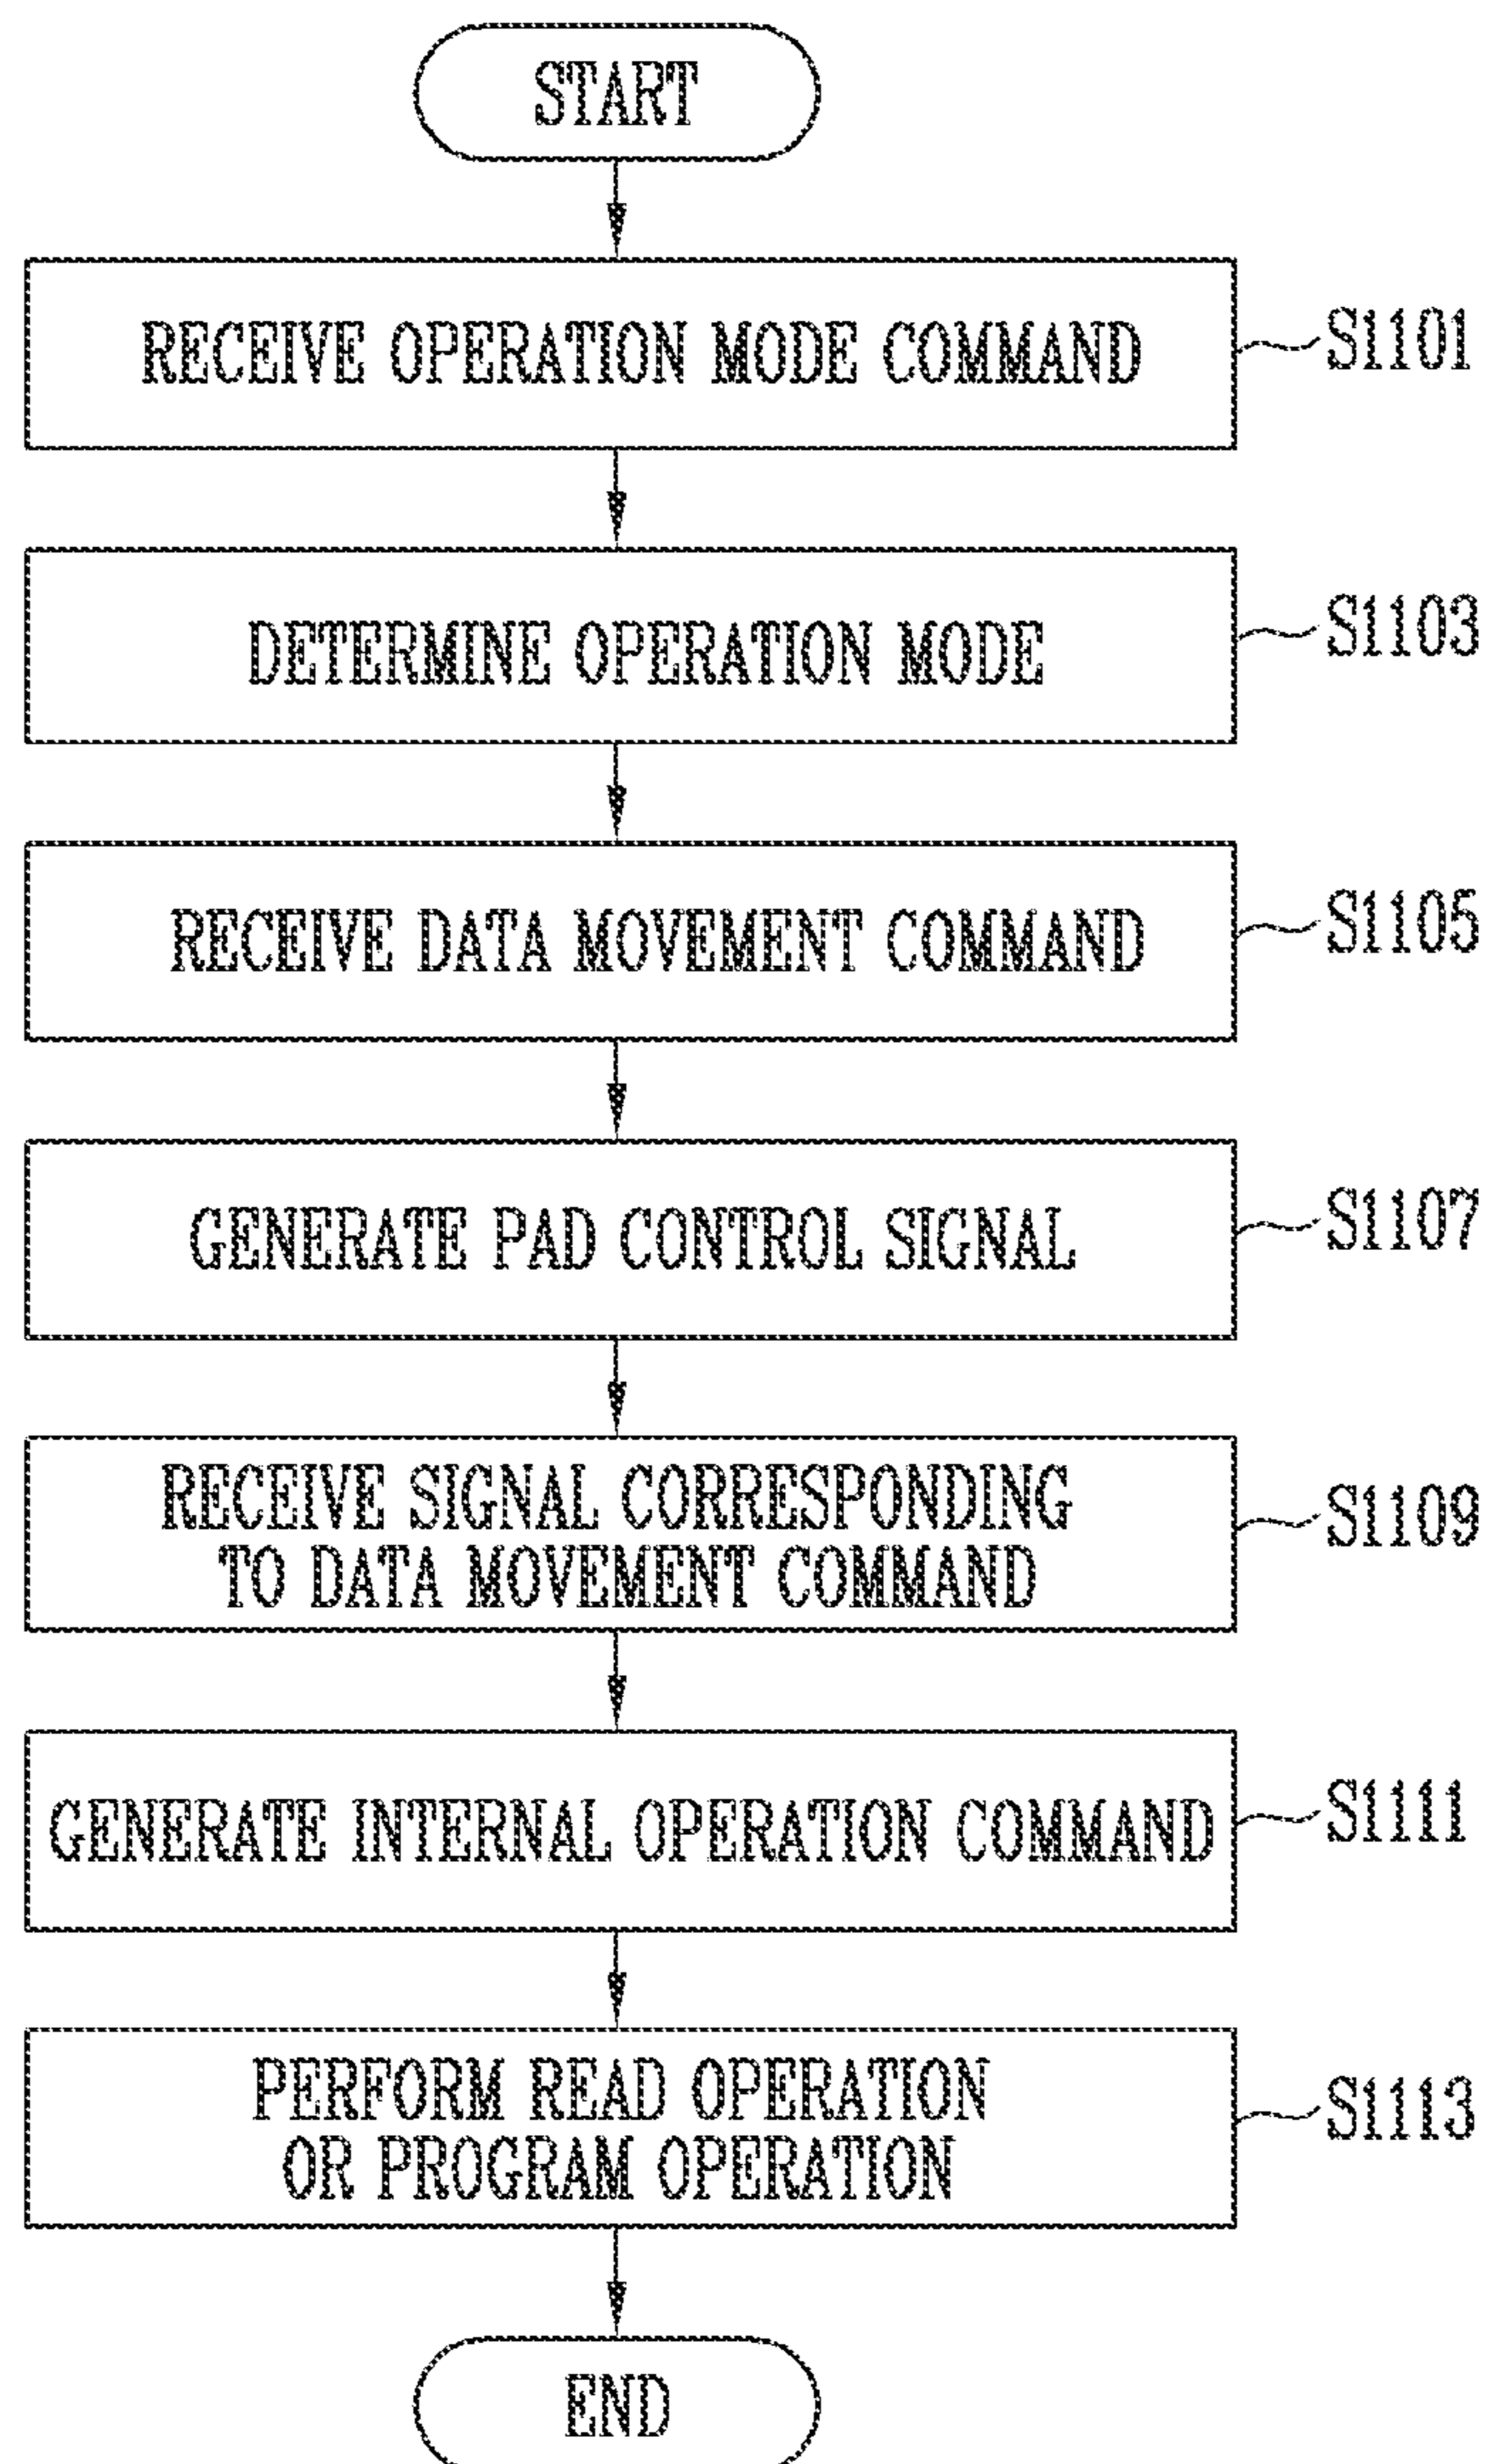 START
RECEIVE OPERATION MODE COMMAND
S1101
DETERMINE OPERATION MODE
S1103
RECEIVE DATA MOVEMENT COMMAND
S1105
GENERATE PAD CONTROL SIGNAL
S1107
RECEIVE SIGNAL CORRESPONDING
TO DATA MOVEMENT COMMAND
S1109
GENERATE INTERNAL OPERATION COMMAND
S1111
PERFORM READ OPERATION
OR PROGRAM OPERATION
S1113
END